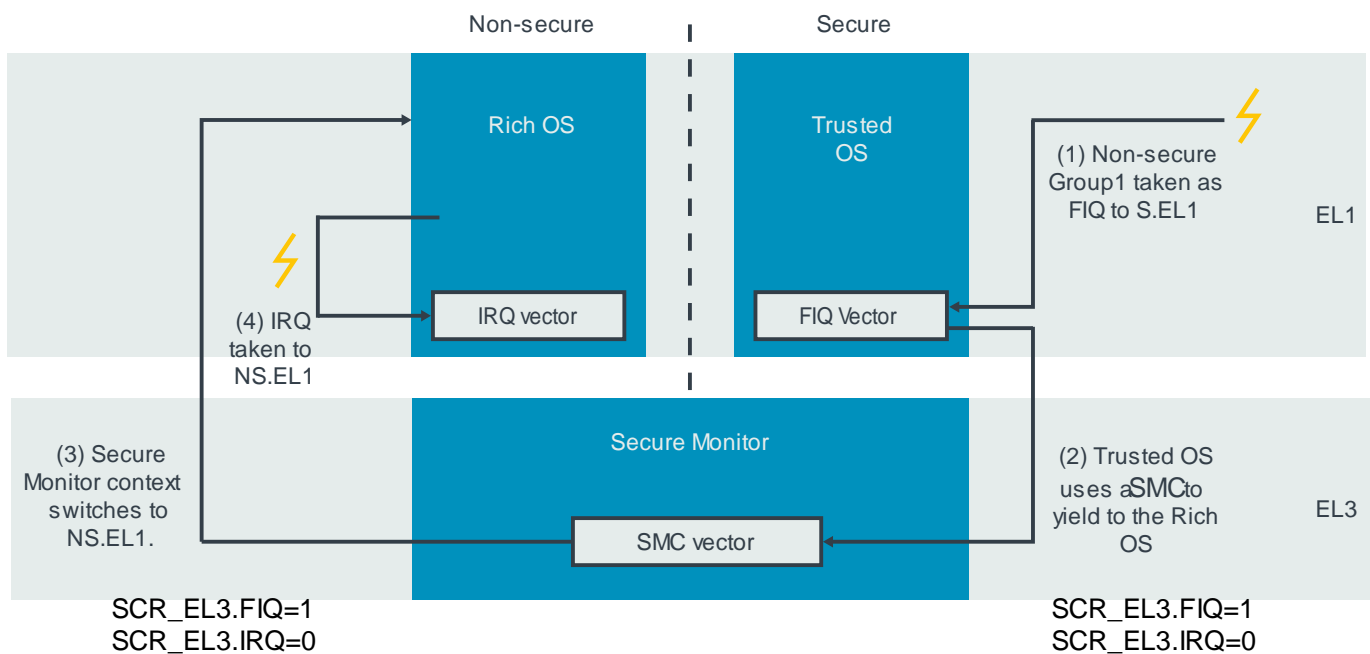 Non-secure
Secure
Rich OS
Trusted
OS
(1) Non-secure
Group1 taken as
FIQ to S.EL1
EL1
IRQ vector
FIQ Vector
(4) IRQ
taken to
NS.EL1
Secure Monitor
(3) Secure
Monitor context
switches to
NS.EL1.
(2) Trusted OS
uses aSMCto
yield to the Rich
OS
EL3
SMC vector
SCR_EL3.FIQ=1
SCR_EL3.IRQ=0
SCR_EL3.FIQ=1
SCR_EL3.IRQ=0